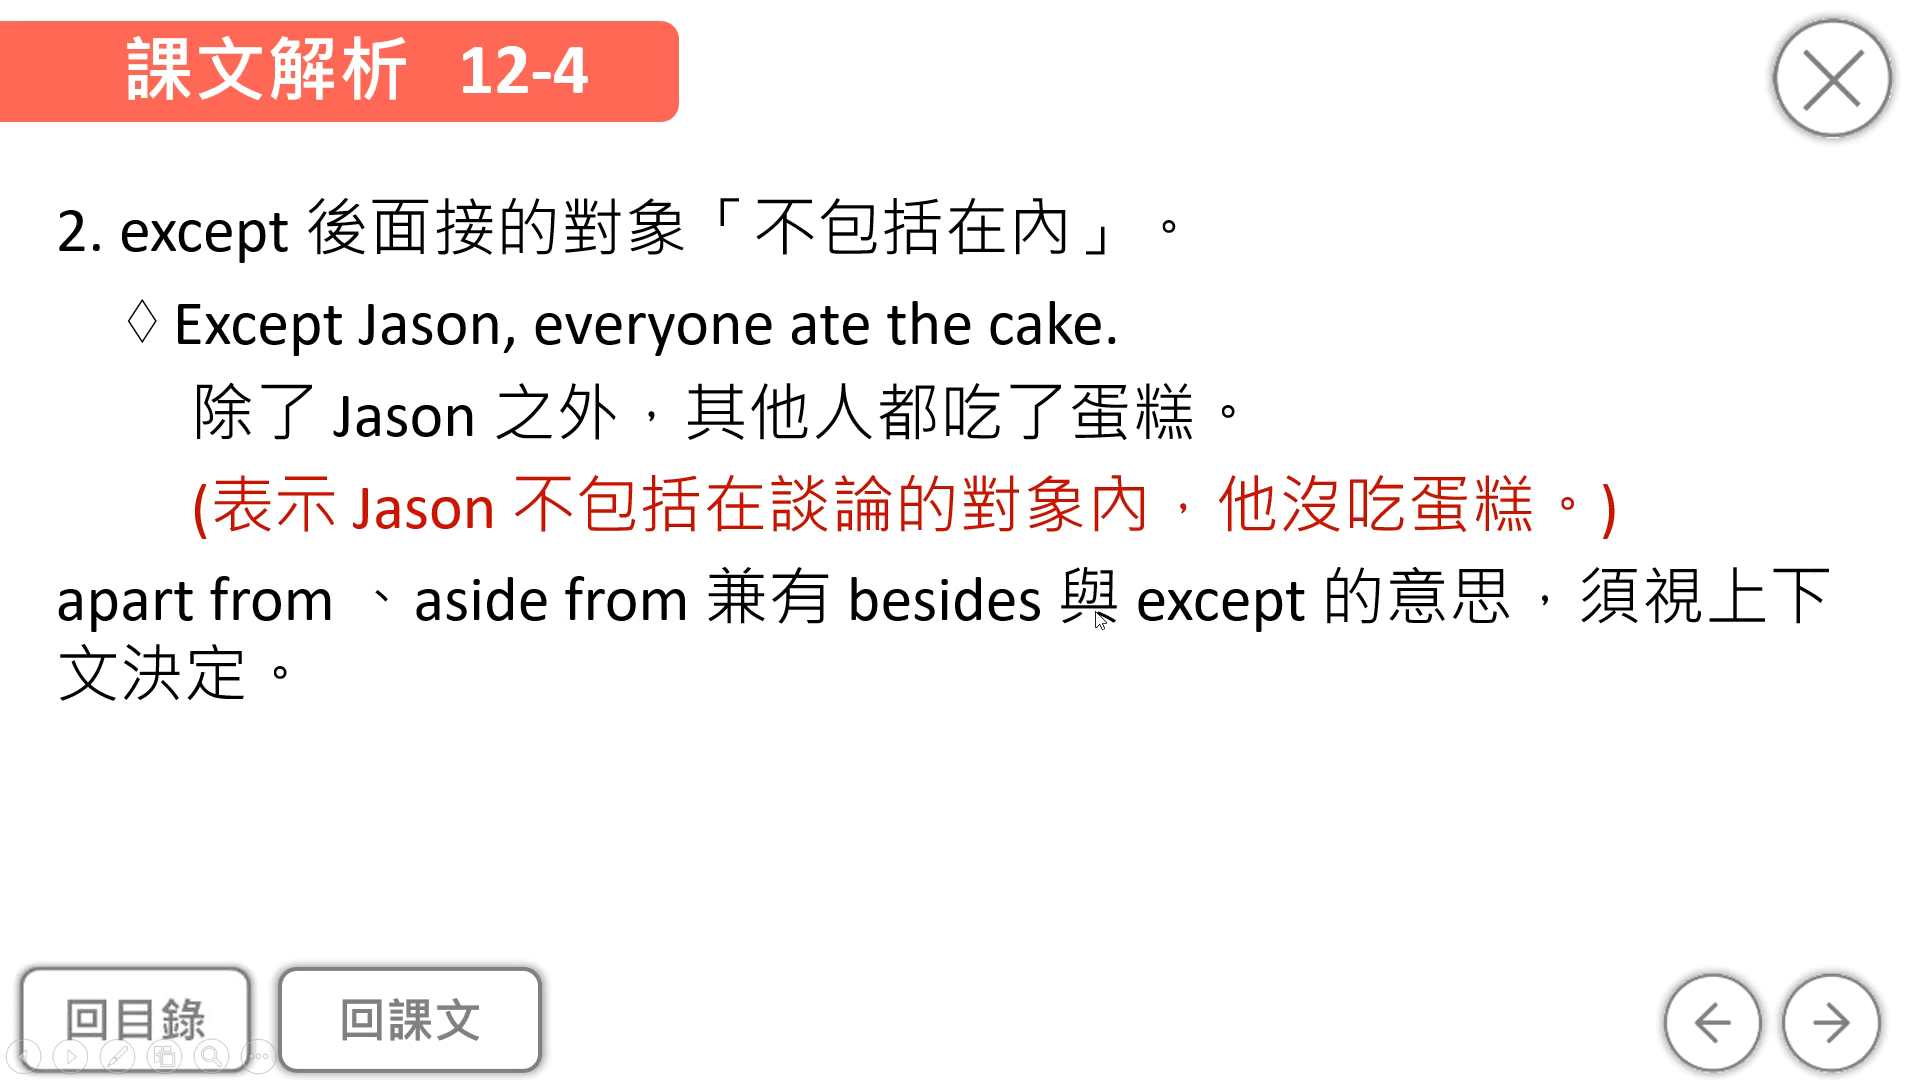 課文解析 12-4
2. except 後面接的對象「不包括在內」。
◊ Except Jason, everyone ate the cake.
除了 Jason 之外，其他人都吃了蛋糕。
(表示 Jason 不包括在談論的對象內，他沒吃蛋糕。)
apart from 、aside from 兼有 besides 與 except 的意思，須視上下
文決定。
回目錄 回課文